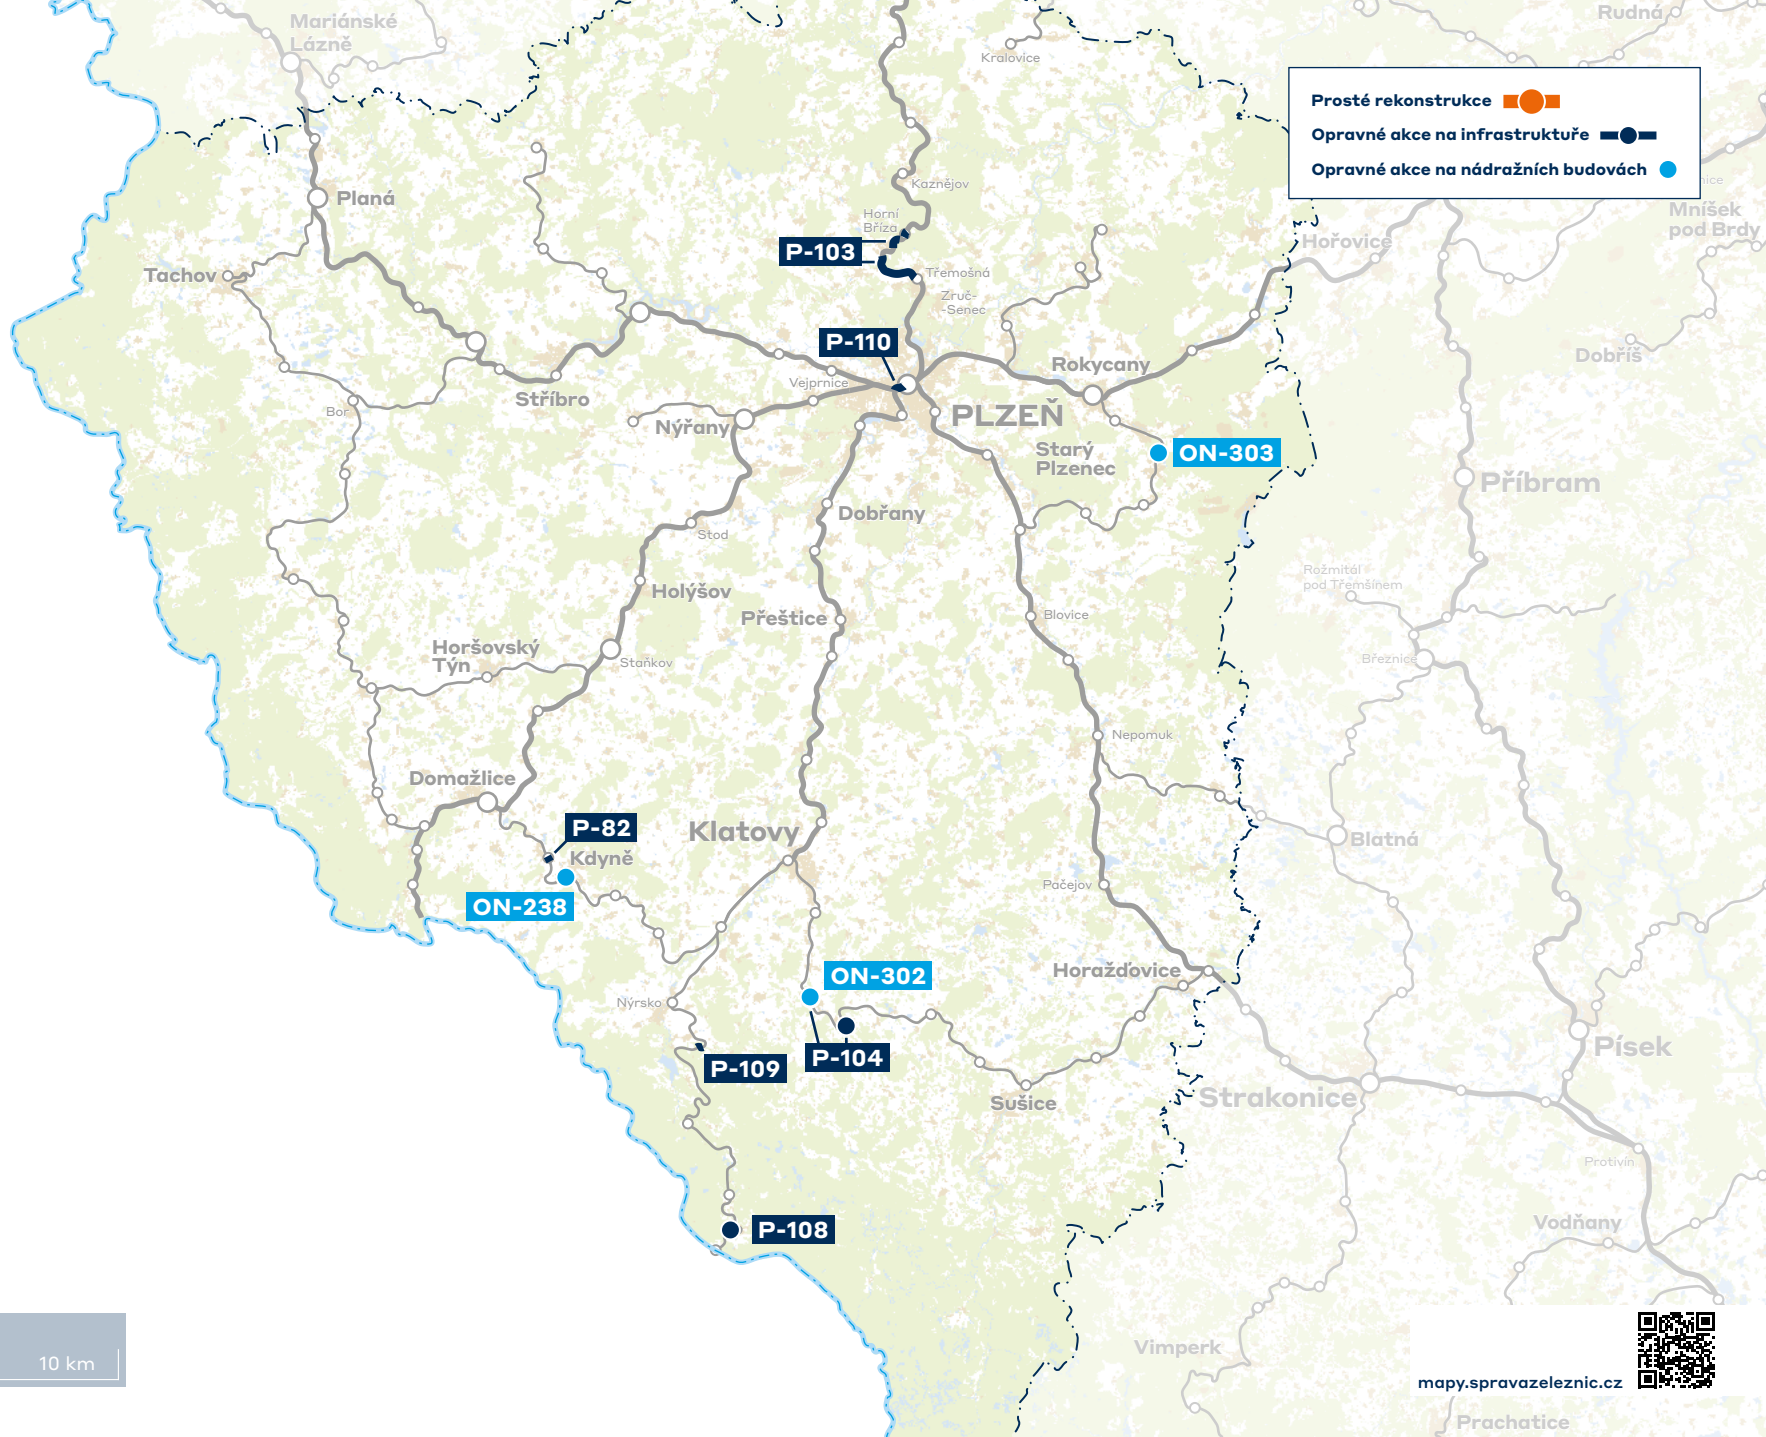 Mariánské
Lázně
Rudná
Kralovice
Prosté rekonstrukce
Opravné akce na infrastruktuře
Opravné akce na nádražních budovách
Kaznějov
Planá
Horní
Bříza
Mníšek
pod Brdy
P-103
Hořovice
Tachov
Třemošná
Zruč-
-Senec
P-110
Dobříš
Rokycany
Vejprnice
Stříbro
Bor
PLZEŇ
Nýřany
Starý
Plzenec
ON-303
Příbram
Dobřany
Stod
Rožmitál
pod Třemšínem
Holýšov
Přeštice
Blovice
Horšovský
Týn
Staňkov
Březnice
Nepomuk
Domažlice
P-82
Klatovy
Blatná
Kdyně
Pačejov
ON-238
ON-302
Horažďovice
Nýrsko
P-104
P-109
Písek
Sušice
Strakonice
Protivín
P-108
Vodňany
Vimperk
10 km
mapy.spravazeleznic.cz
Prachatice